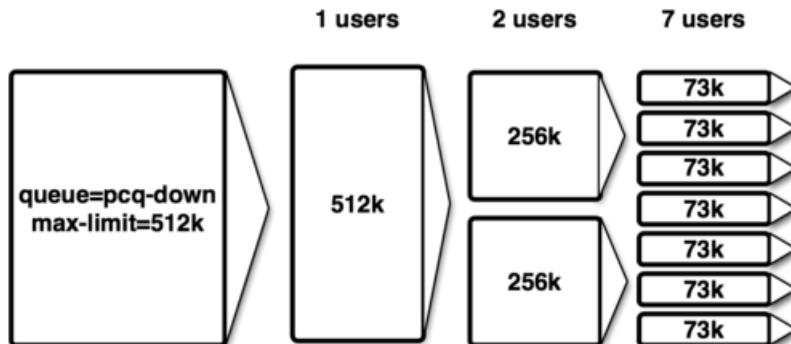 1 users
2 users
7 users
queue=pcq-down
max-limit=512k
512k
256k
256k
73k
73k
73k
73k
73k
73k
73k